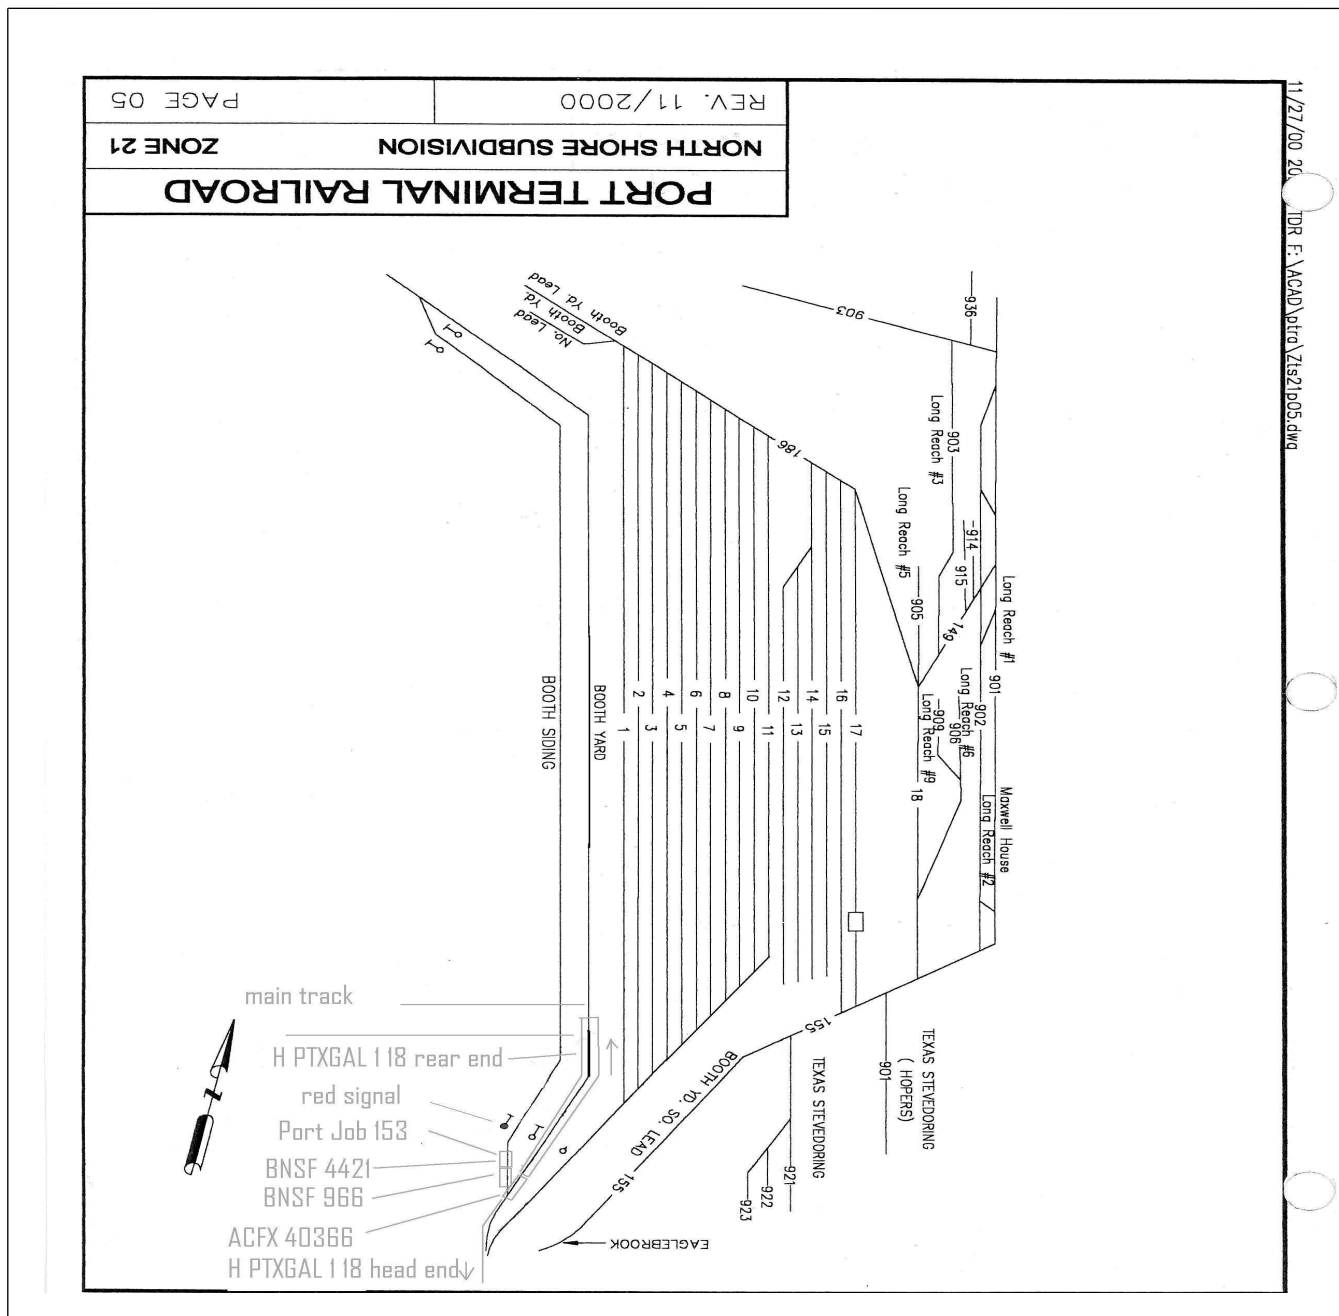 PORT TERMINAL RAILROAD
NORTH SHORE SUBDIVISION
ZONE 21
REV. 11/2000
PAGE 05
11/27/00 20
TDR F:\ACAD\ptra\Zts21p05.dwg
No. Lead
Booth Yd.
Booth Yd. Lead
186
903
936
903
Long Reach #3
Long Reach #5
905
914
915
149
Long Reach #1
901
902
Long Reach #6
906
909
Long Reach #9
18
Maxwell House
Long Reach #2
BOOTH SIDING
BOOTH YARD
1
2
3
4
5
6
7
8
9
10
11
12
13
14
15
16
17
155
BOOTH YD. SO. LEAD
155
TEXAS STEVEDORING
( HOPERS)
901
TEXAS STEVEDORING
921
922
923
EAGLEBROOK
main track
H PTXGAL 1 18 rear end
red signal
Port Job 153
BNSF 4421
BNSF 966
ACFX 40366
H PTXGAL 1 18 head end